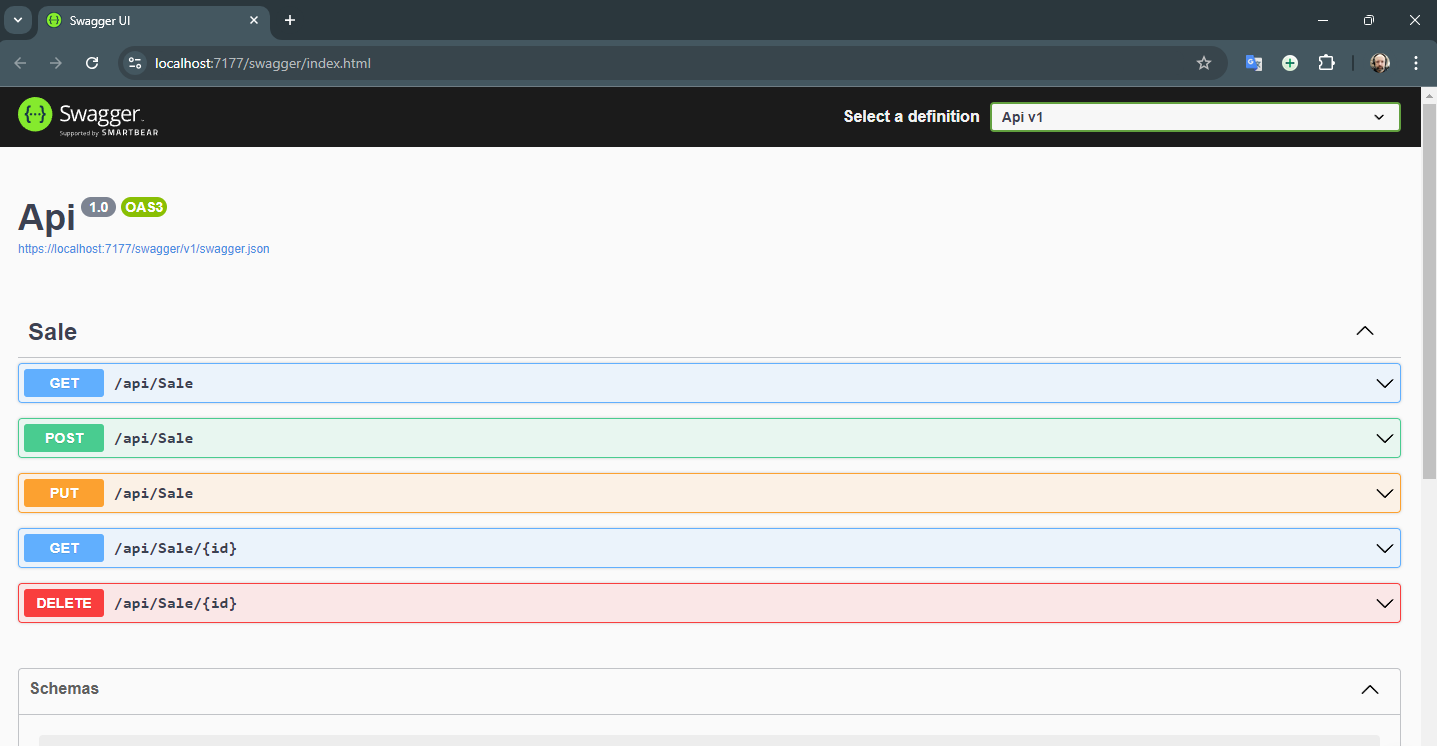 Swagger UI
localhost:7177/swagger/index.html
Swagger
Supported by SMARTBEAR
Select a definition
Api v1
Api 1.0 OAS3
https://localhost:7177/swagger/v1/swagger.json
Sale
GET /api/Sale
POST /api/Sale
PUT /api/Sale
GET /api/Sale/{id}
DELETE /api/Sale/{id}
Schemas